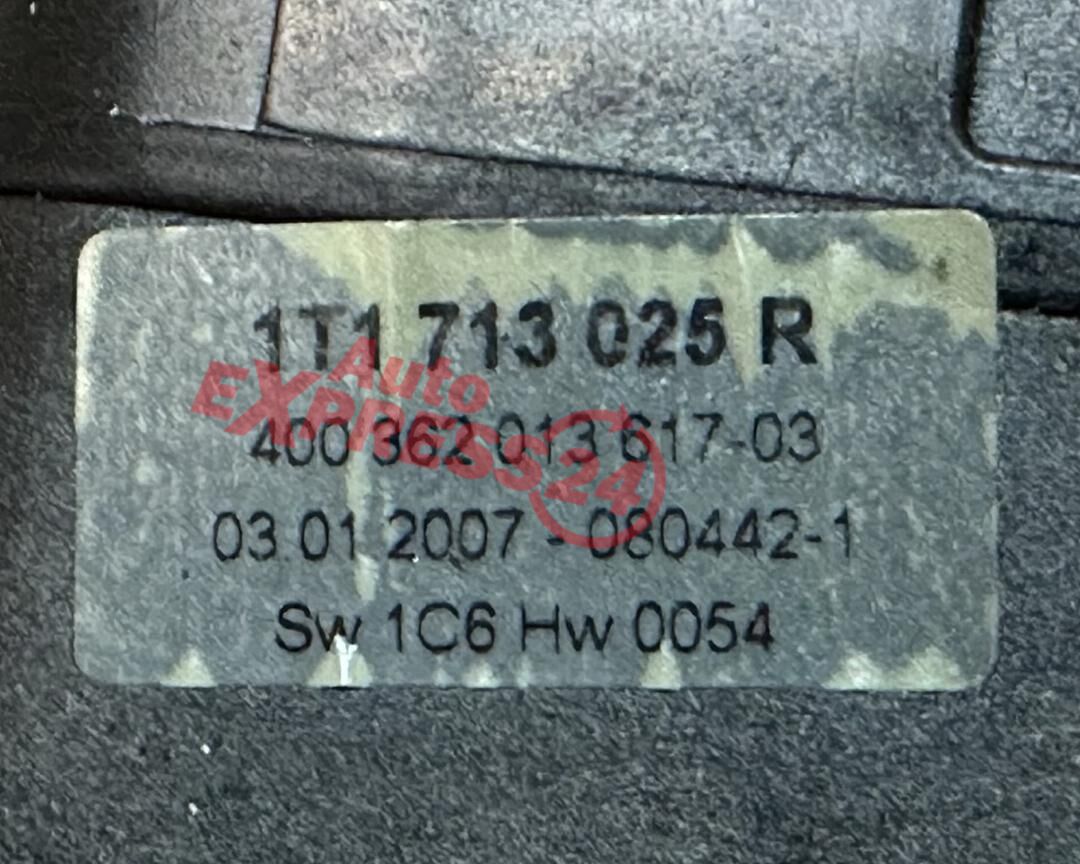 1T1 713 025 R
Auto
EXPRESS24
400 362 013 617-03
03.01.2007 - 080442-1
Sw 1C6 Hw 0054